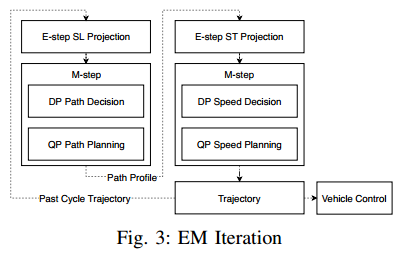 E-step SL Projection
M-step
DP Path Decision
QP Path Planning
Path Profile
E-step ST Projection
M-step
DP Speed Decision
QP Speed Planning
Past Cycle Trajectory
Trajectory
Vehicle Control
Fig. 3: EM Iteration